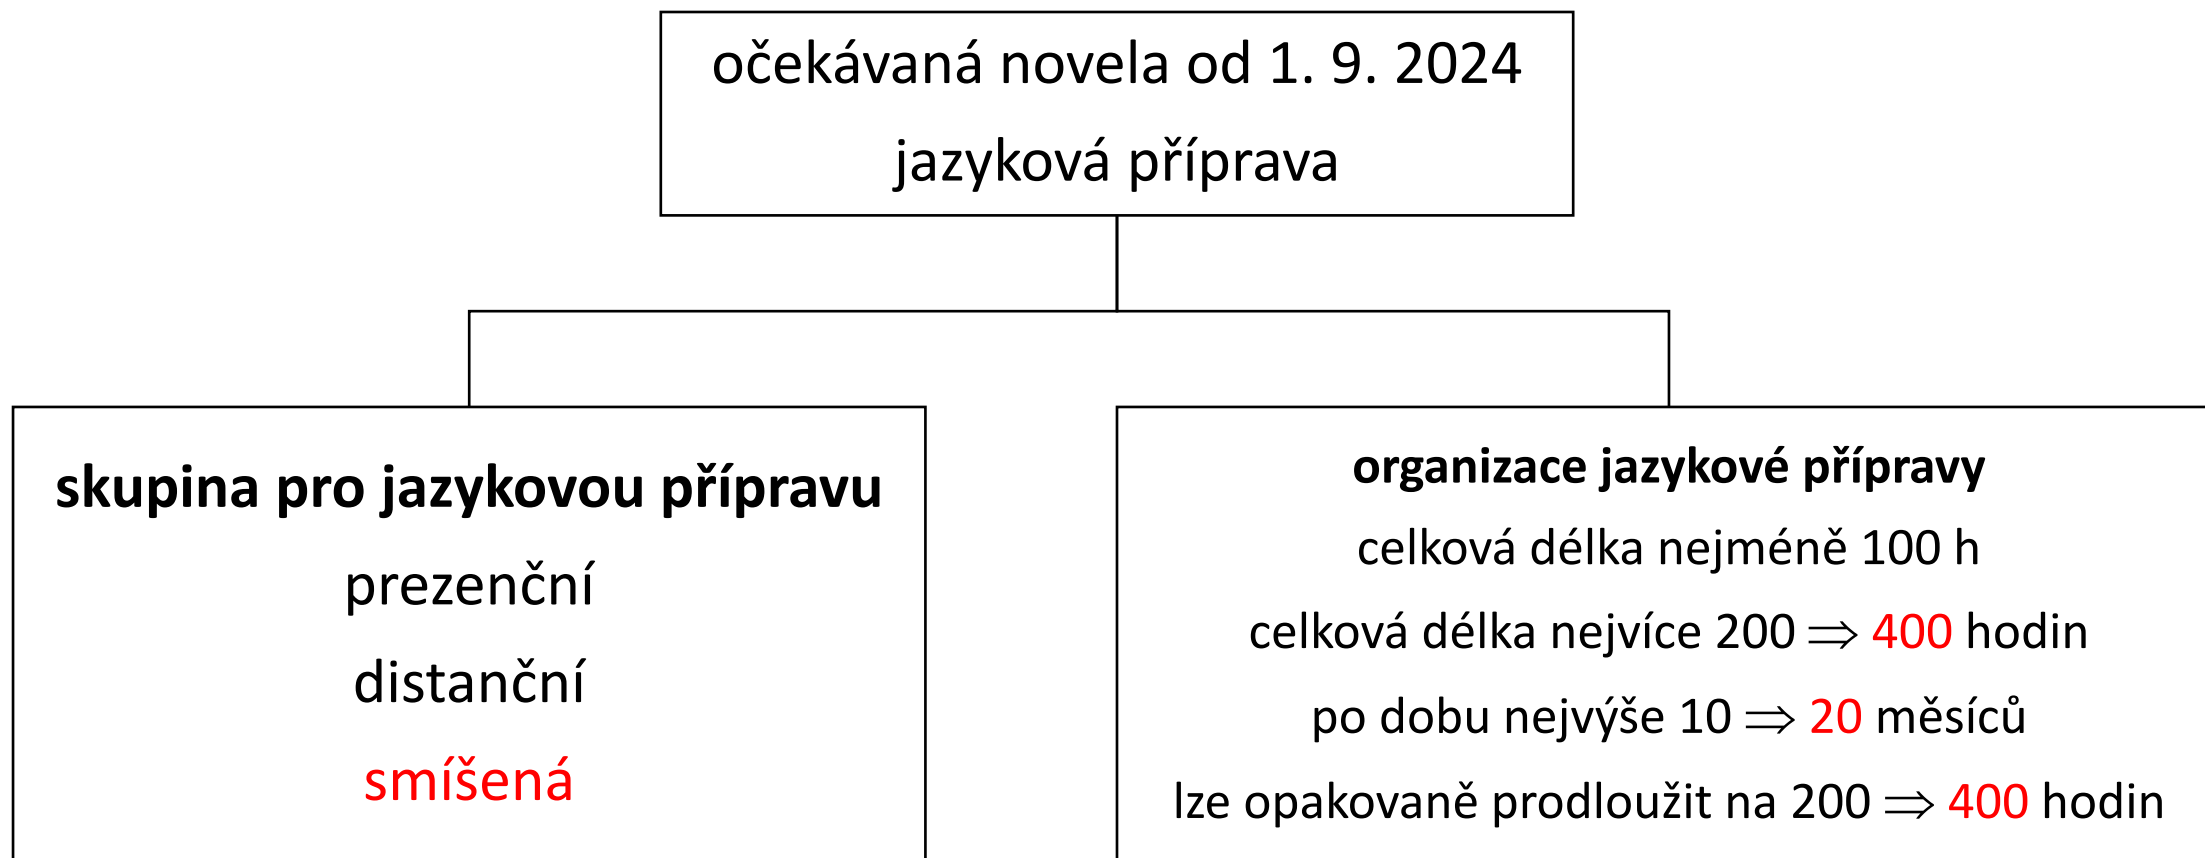 očekávaná novela od 1. 9. 2024
jazyková příprava
skupina pro jazykovou přípravu
prezenční
distanční
smíšená
organizace jazykové přípravy
celková délka nejméně 100 h
celková délka nejvíce 200 ⇒ 400 hodin
po dobu nejvýše 10 ⇒ 20 měsíců
lze opakovaně prodloužit na 200 ⇒ 400 hodin